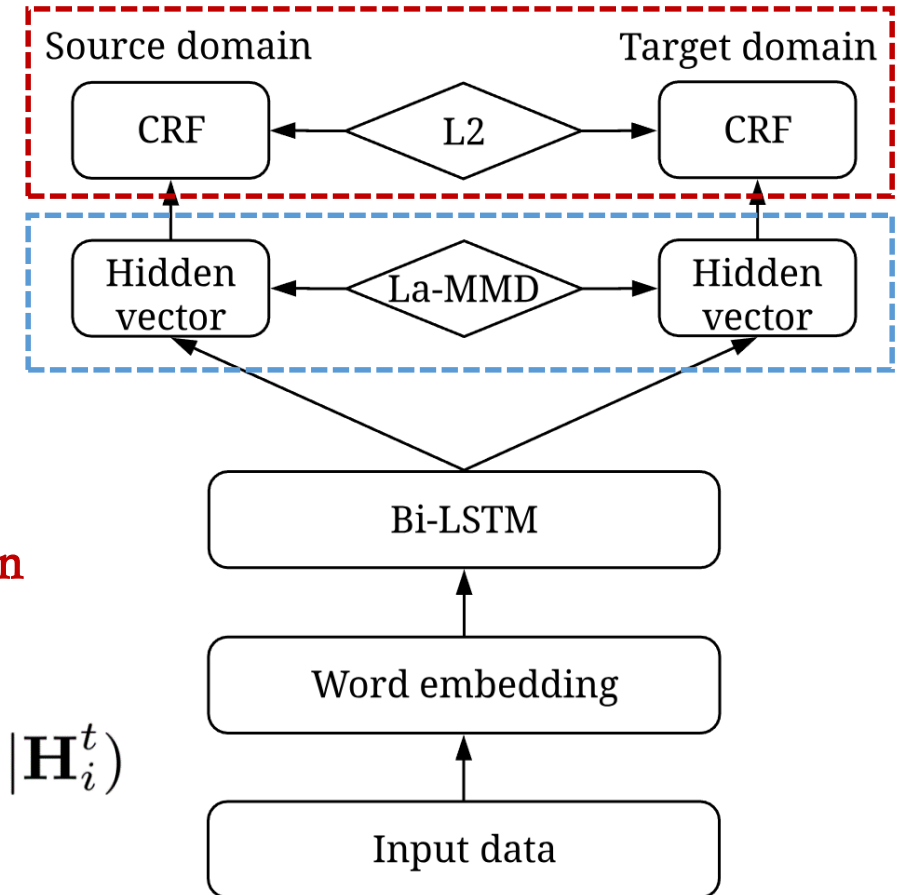 Source domain
Target domain
CRF
L2
CRF
Hidden
vector
La-MMD
Hidden
vector
Bi-LSTM
n
Word embedding
|𝐇ᵢᵗ)
Input data